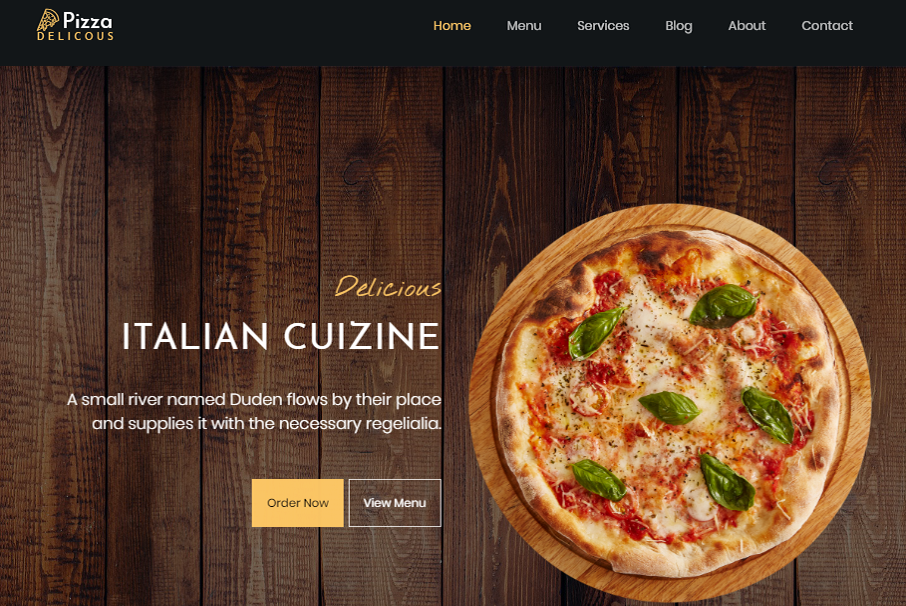 Pizza
DELICOUS
Home Menu Services Blog About Contact
Delicious
ITALIAN CUIZINE
A small river named Duden flows by their place
and supplies it with the necessary regelialia.
Order Now View Menu